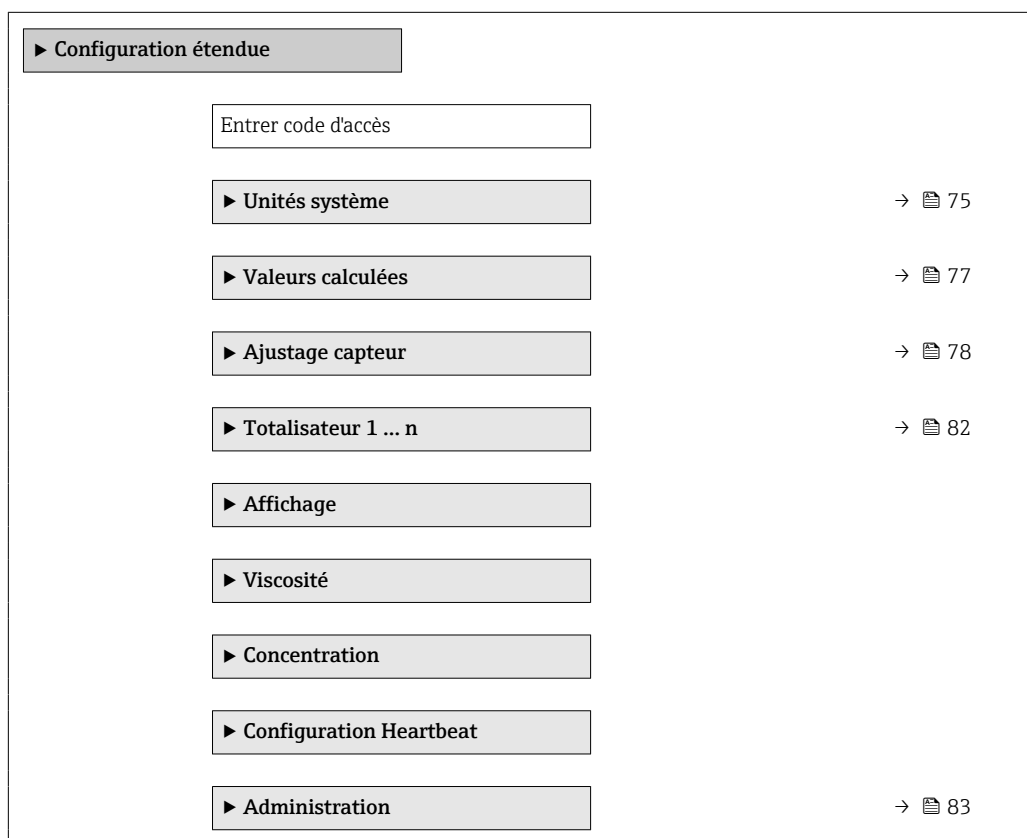 ► Configuration étendue
Entrer code d'accès
► Unités système → 75
► Valeurs calculées → 77
► Ajustage capteur → 78
► Totalisateur 1 ... n → 82
► Affichage
► Viscosité
► Concentration
► Configuration Heartbeat
► Administration → 83